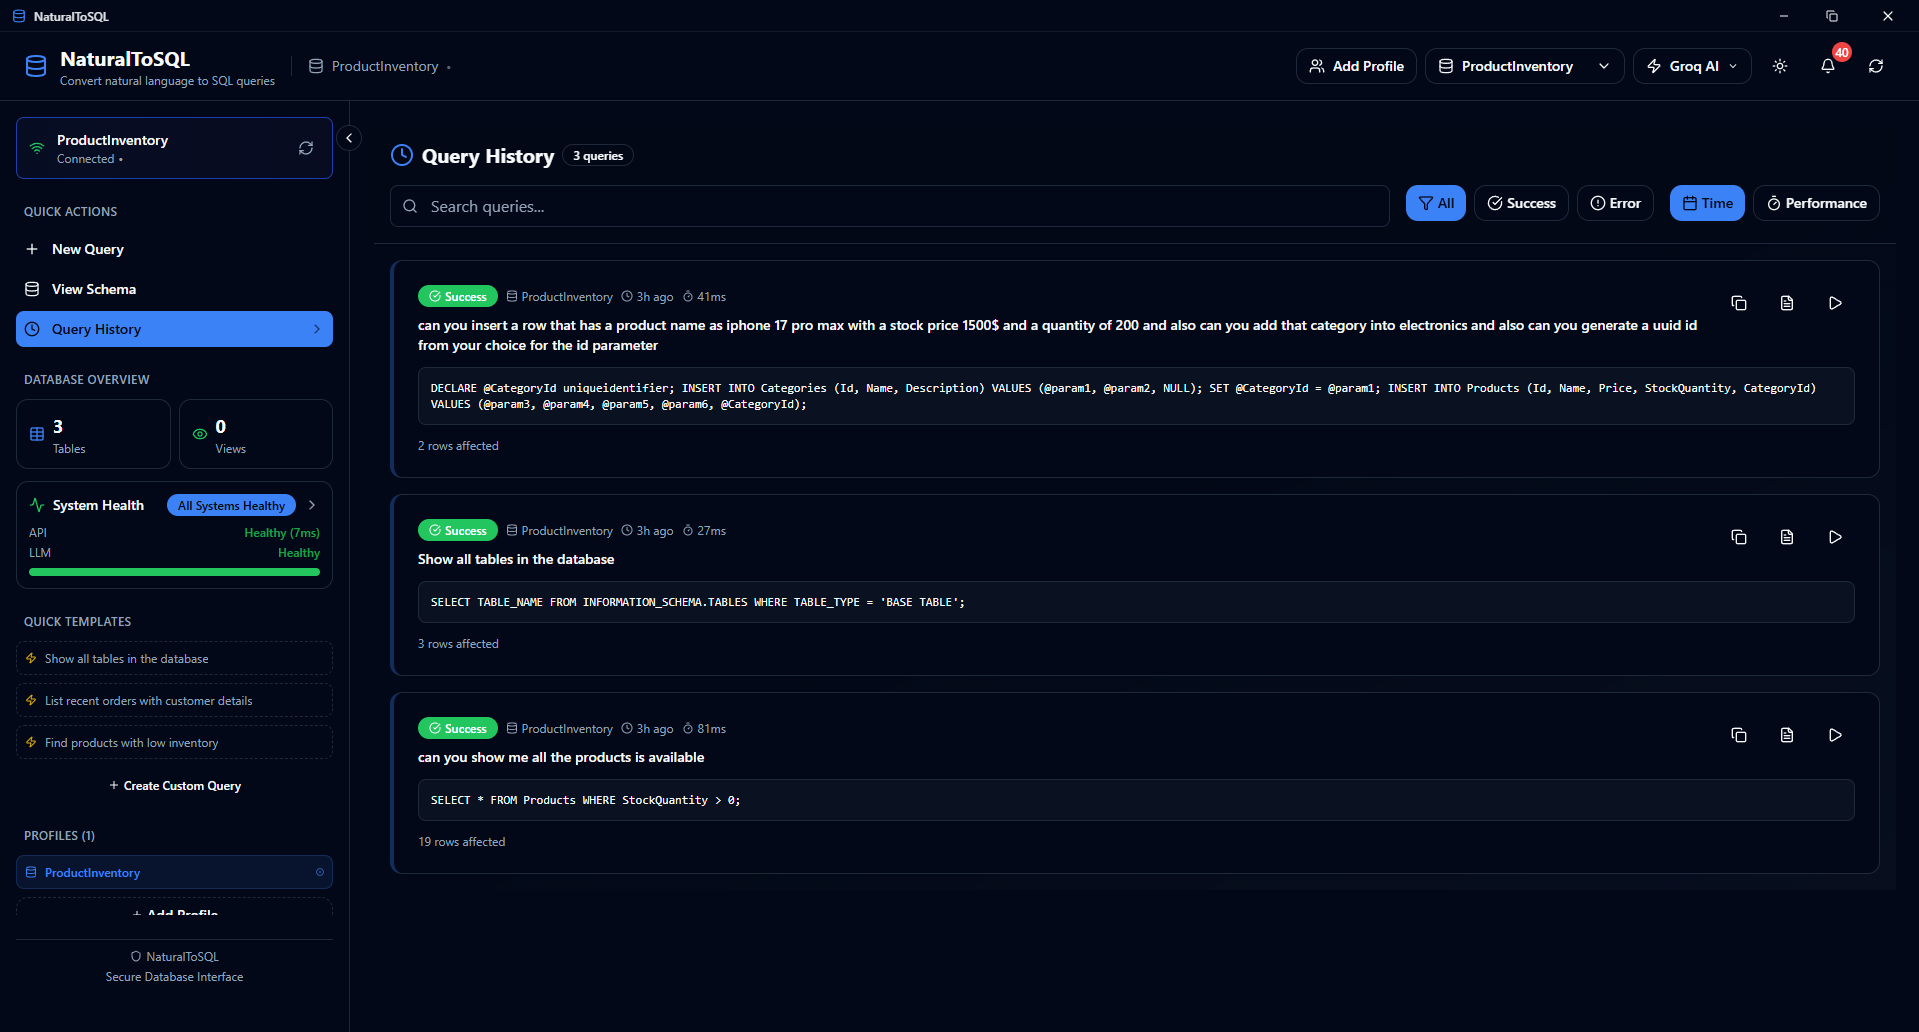 NaturalToSQL
NaturalToSQL
Convert natural language to SQL queries
ProductInventory •
Add Profile
ProductInventory
Groq AI
40
ProductInventory
Connected •
QUICK ACTIONS
New Query
View Schema
Query History
DATABASE OVERVIEW
3
Tables
0
Views
System Health
All Systems Healthy
API
Healthy (7ms)
LLM
Healthy
QUICK TEMPLATES
Show all tables in the database
List recent orders with customer details
Find products with low inventory
+ Create Custom Query
PROFILES (1)
ProductInventory
+ Add Profile
NaturalToSQL
Secure Database Interface
Query History
3 queries
Search queries...
All
Success
Error
Time
Performance
Success ProductInventory 3h ago 41ms
can you insert a row that has a product name as iphone 17 pro max with a stock price 1500$ and a quantity of 200 and also can you add that category into electronics and also can you generate a uuid id
from your choice for the id parameter
DECLARE @CategoryId uniqueidentifier; INSERT INTO Categories (Id, Name, Description) VALUES (@param1, @param2, NULL); SET @CategoryId = @param1; INSERT INTO Products (Id, Name, Price, StockQuantity, CategoryId)
VALUES (@param3, @param4, @param5, @param6, @CategoryId);
2 rows affected
Success ProductInventory 3h ago 27ms
Show all tables in the database
SELECT TABLE_NAME FROM INFORMATION_SCHEMA.TABLES WHERE TABLE_TYPE = 'BASE TABLE';
3 rows affected
Success ProductInventory 3h ago 81ms
can you show me all the products is available
SELECT * FROM Products WHERE StockQuantity > 0;
19 rows affected